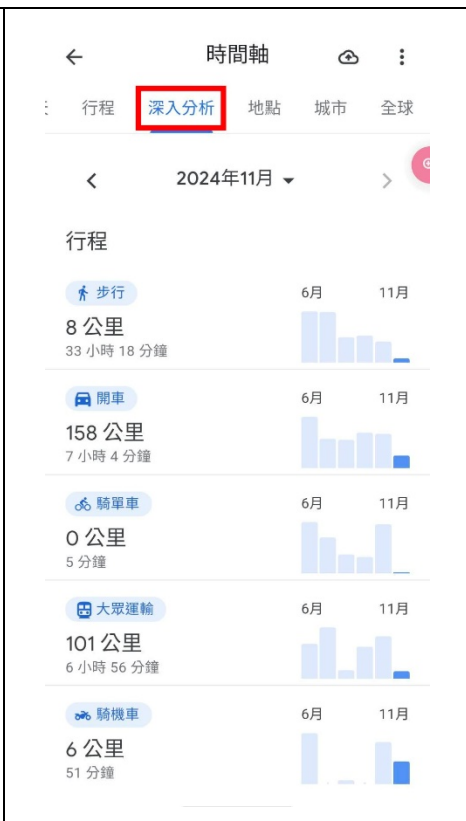 時間軸
行程 深入分析 地點 城市 全球
2024年11月
行程
步行 6月 11月
8 公里
33 小時 18 分鐘
開車 6月 11月
158 公里
7 小時 4 分鐘
騎單車 6月 11月
0 公里
5 分鐘
大眾運輸 6月 11月
101 公里
6 小時 56 分鐘
騎機車 6月 11月
6 公里
51 分鐘